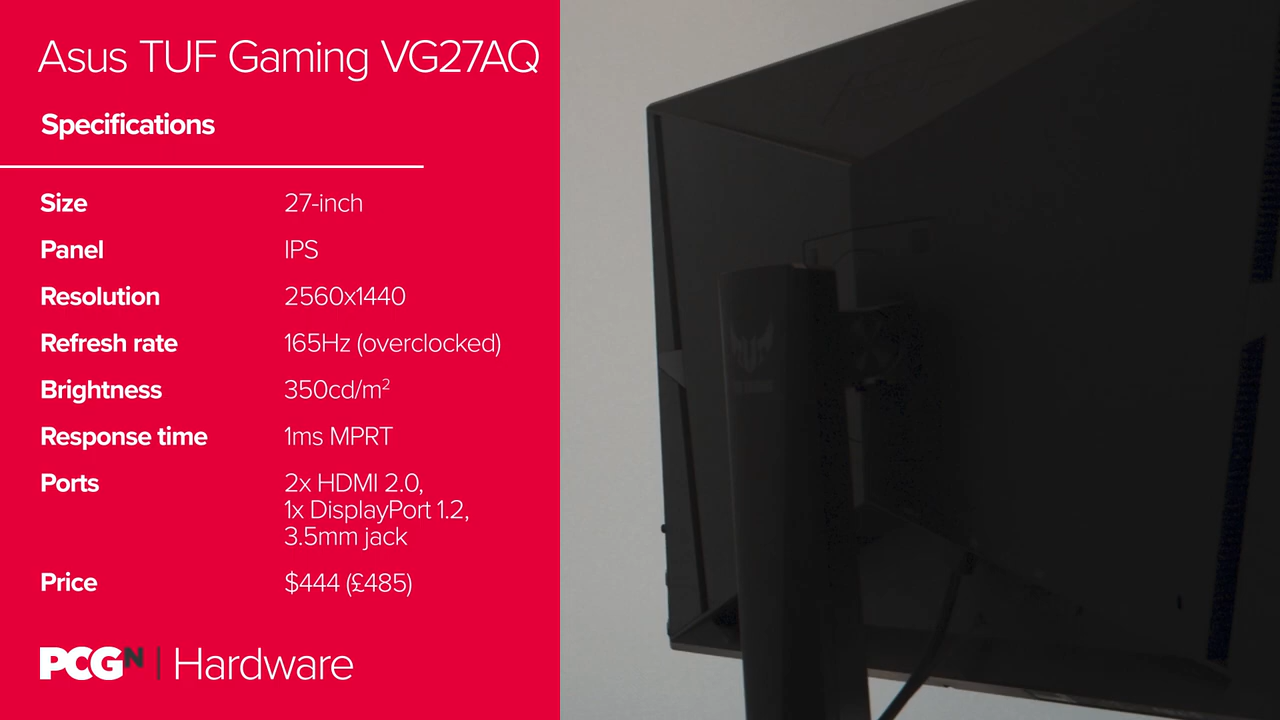 Asus TUF Gaming VG27AQ
Specifications
Size 27-inch
Panel IPS
Resolution 2560x1440
Refresh rate 165Hz (overclocked)
Brightness 350cd/m²
Response time 1ms MPRT
Ports 2x HDMI 2.0,
1x DisplayPort 1.2,
3.5mm jack
Price $444 (£485)
PCGN | Hardware